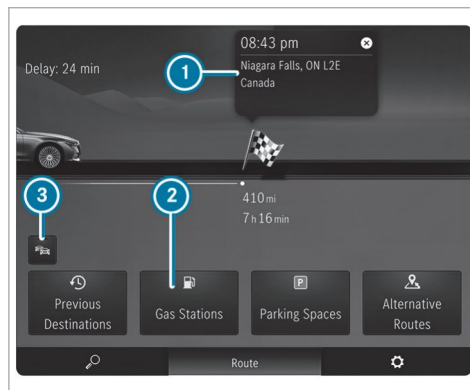 08:43 pm
Delay: 24 min
1
Niagara Falls, ON L2E
Canada
3
2
410 mi
7 h 16 min
Previous
Destinations
Gas Stations
P
Parking Spaces
Alternative
Routes
Route